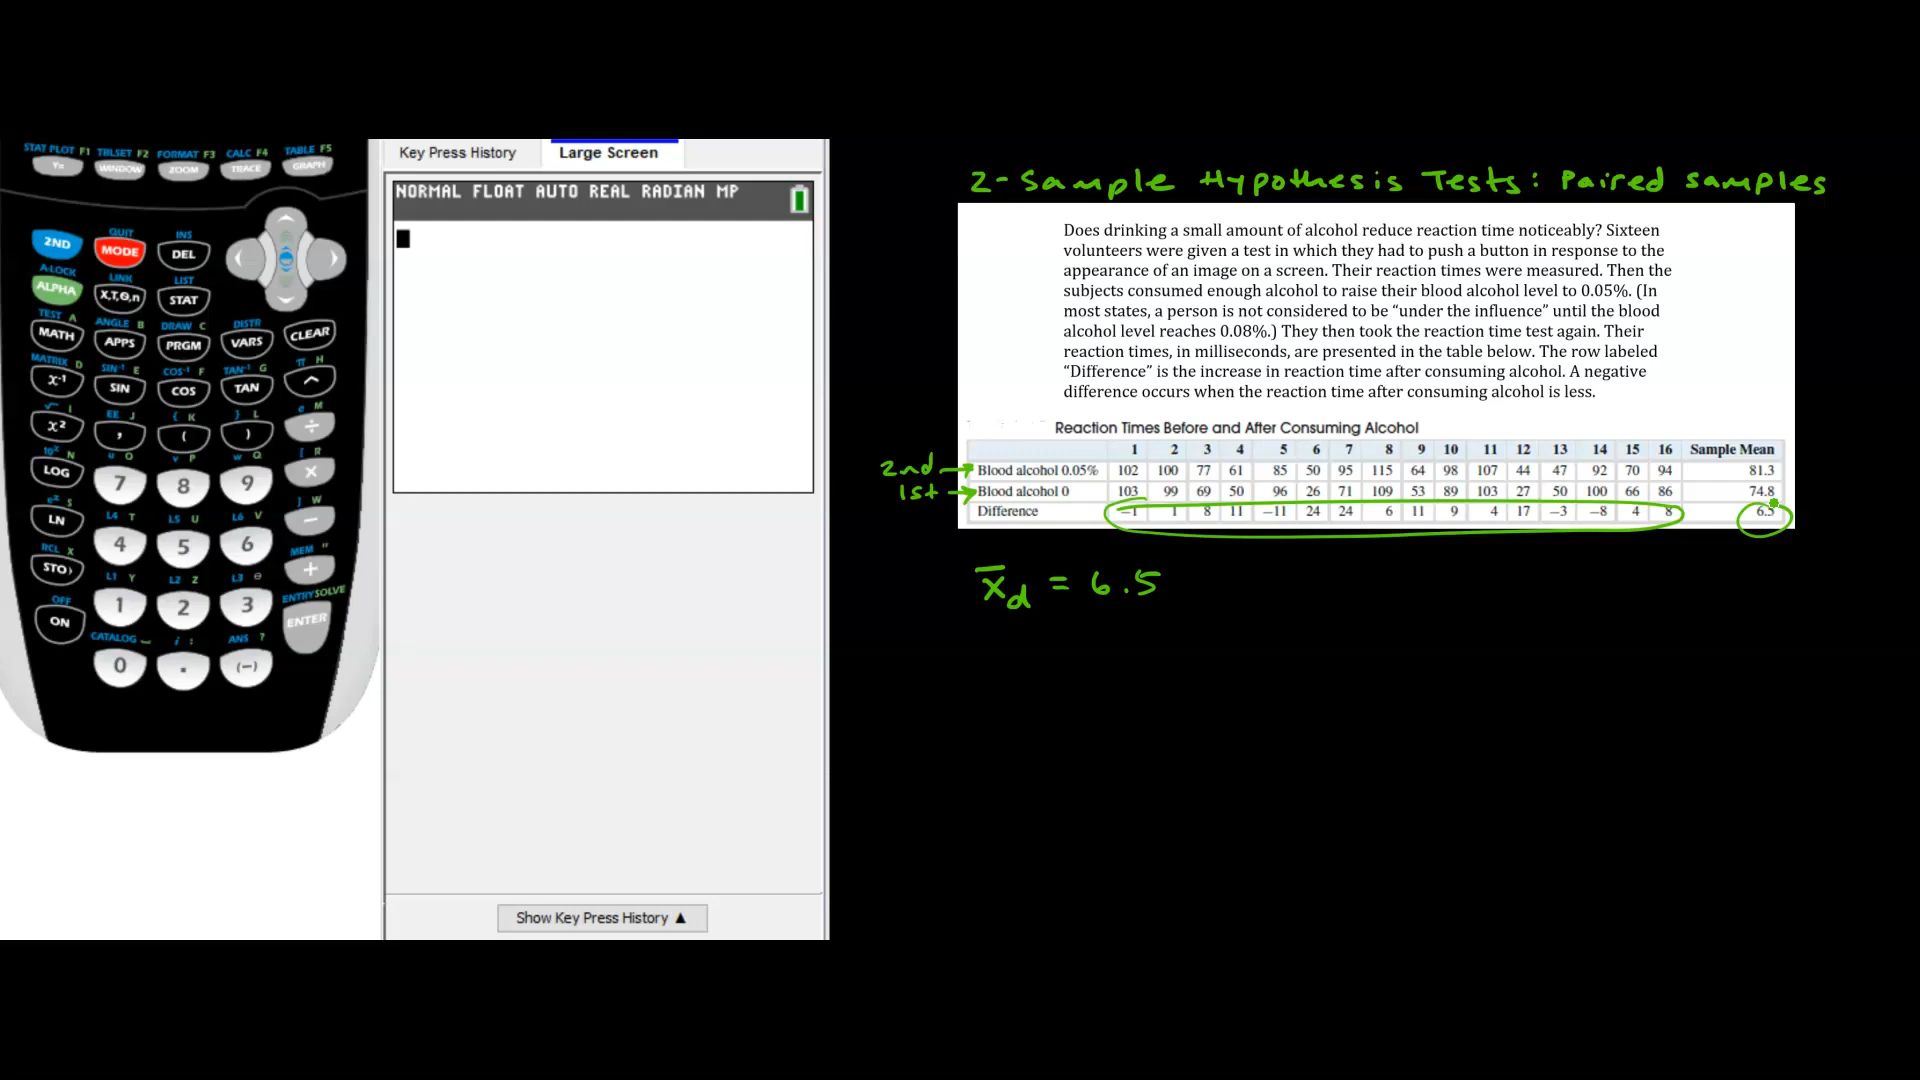 Key Press History
Large Screen
NORMAL FLOAT AUTO REAL RADIAN MP
STAT PLOT F1 TBLSET F2 FORMAT F3 CALC F4 TABLE F5
Y= WINDOW ZOOM TRACE GRAPH
QUIT INS
2ND MODE DEL
A-LOCK LINK LIST
ALPHA X,T,Θ,n STAT
TEST A ANGLE B DRAW C DISTR
MATH APPS PRGM VARS CLEAR
MATRIX D SIN⁻¹ E COS⁻¹ F TAN⁻¹ G π H
x⁻¹ SIN COS TAN ^
√ I EE J { K } L e M
x² , ( ) ÷
10ˣ N u O v P w Q [ R
LOG 7 8 9 ×
eˣ S L4 T L5 U L6 V ] W
LN 4 5 6 −
RCL X L1 Y L2 Z L3 θ MEM "
STO› 1 2 3 +
OFF CATALOG i : ANS ? ENTRY SOLVE
ON 0 . (−) ENTER
Show Key Press History ▲
2-Sample Hypothesis Tests: Paired samples
Does drinking a small amount of alcohol reduce reaction time noticeably? Sixteen
volunteers were given a test in which they had to push a button in response to the
appearance of an image on a screen. Their reaction times were measured. Then the
subjects consumed enough alcohol to raise their blood alcohol level to 0.05%. (In
most states, a person is not considered to be “under the influence” until the blood
alcohol level reaches 0.08%.) They then took the reaction time test again. Their
reaction times, in milliseconds, are presented in the table below. The row labeled
“Difference” is the increase in reaction time after consuming alcohol. A negative
difference occurs when the reaction time after consuming alcohol is less.
Reaction Times Before and After Consuming Alcohol
1 2 3 4 5 6 7 8 9 10 11 12 13 14 15 16 Sample Mean
2nd → Blood alcohol 0.05% 102 100 77 61 85 50 95 115 64 98 107 44 47 92 70 94 81.3
1st → Blood alcohol 0 103 99 69 50 96 26 71 109 53 89 103 27 50 100 66 86 74.8
Difference −1 1 8 11 −11 24 24 6 11 9 4 17 −3 −8 4 8 6.5
x̄d = 6.5